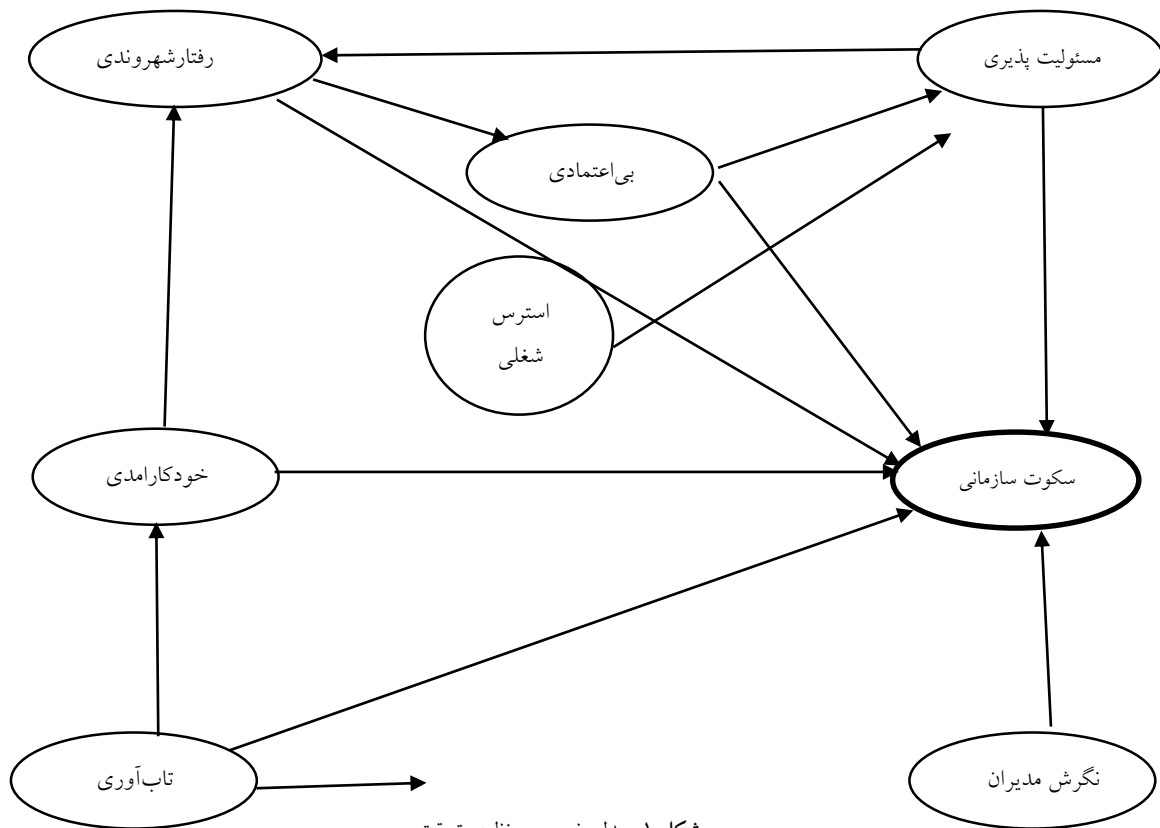 رفتارشهروندی
مسئولیت پذیری
بی‌اعتمادی
استرس
شغلی
خودکارامدی
سکوت سازمانی
تاب‌آوری
نگرش مدیران